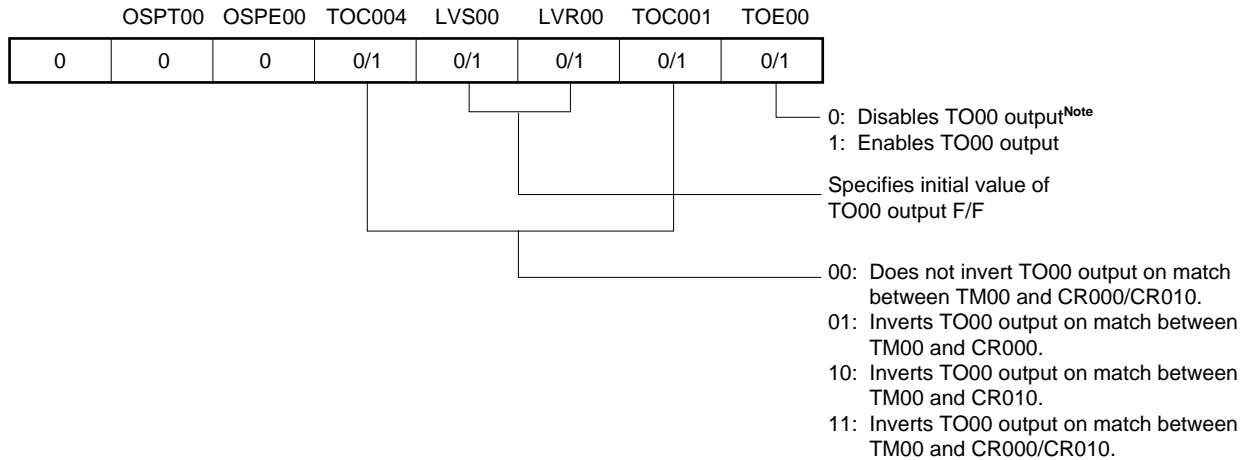 OSPT00 OSPE00 TOC004 LVS00 LVR00 TOC001 TOE00
0 0 0 0/1 0/1 0/1 0/1 0/1
0: Disables TO00 outputNote
1: Enables TO00 output
Specifies initial value of
TO00 output F/F
00: Does not invert TO00 output on match
between TM00 and CR000/CR010.
01: Inverts TO00 output on match between
TM00 and CR000.
10: Inverts TO00 output on match between
TM00 and CR010.
11: Inverts TO00 output on match between
TM00 and CR000/CR010.